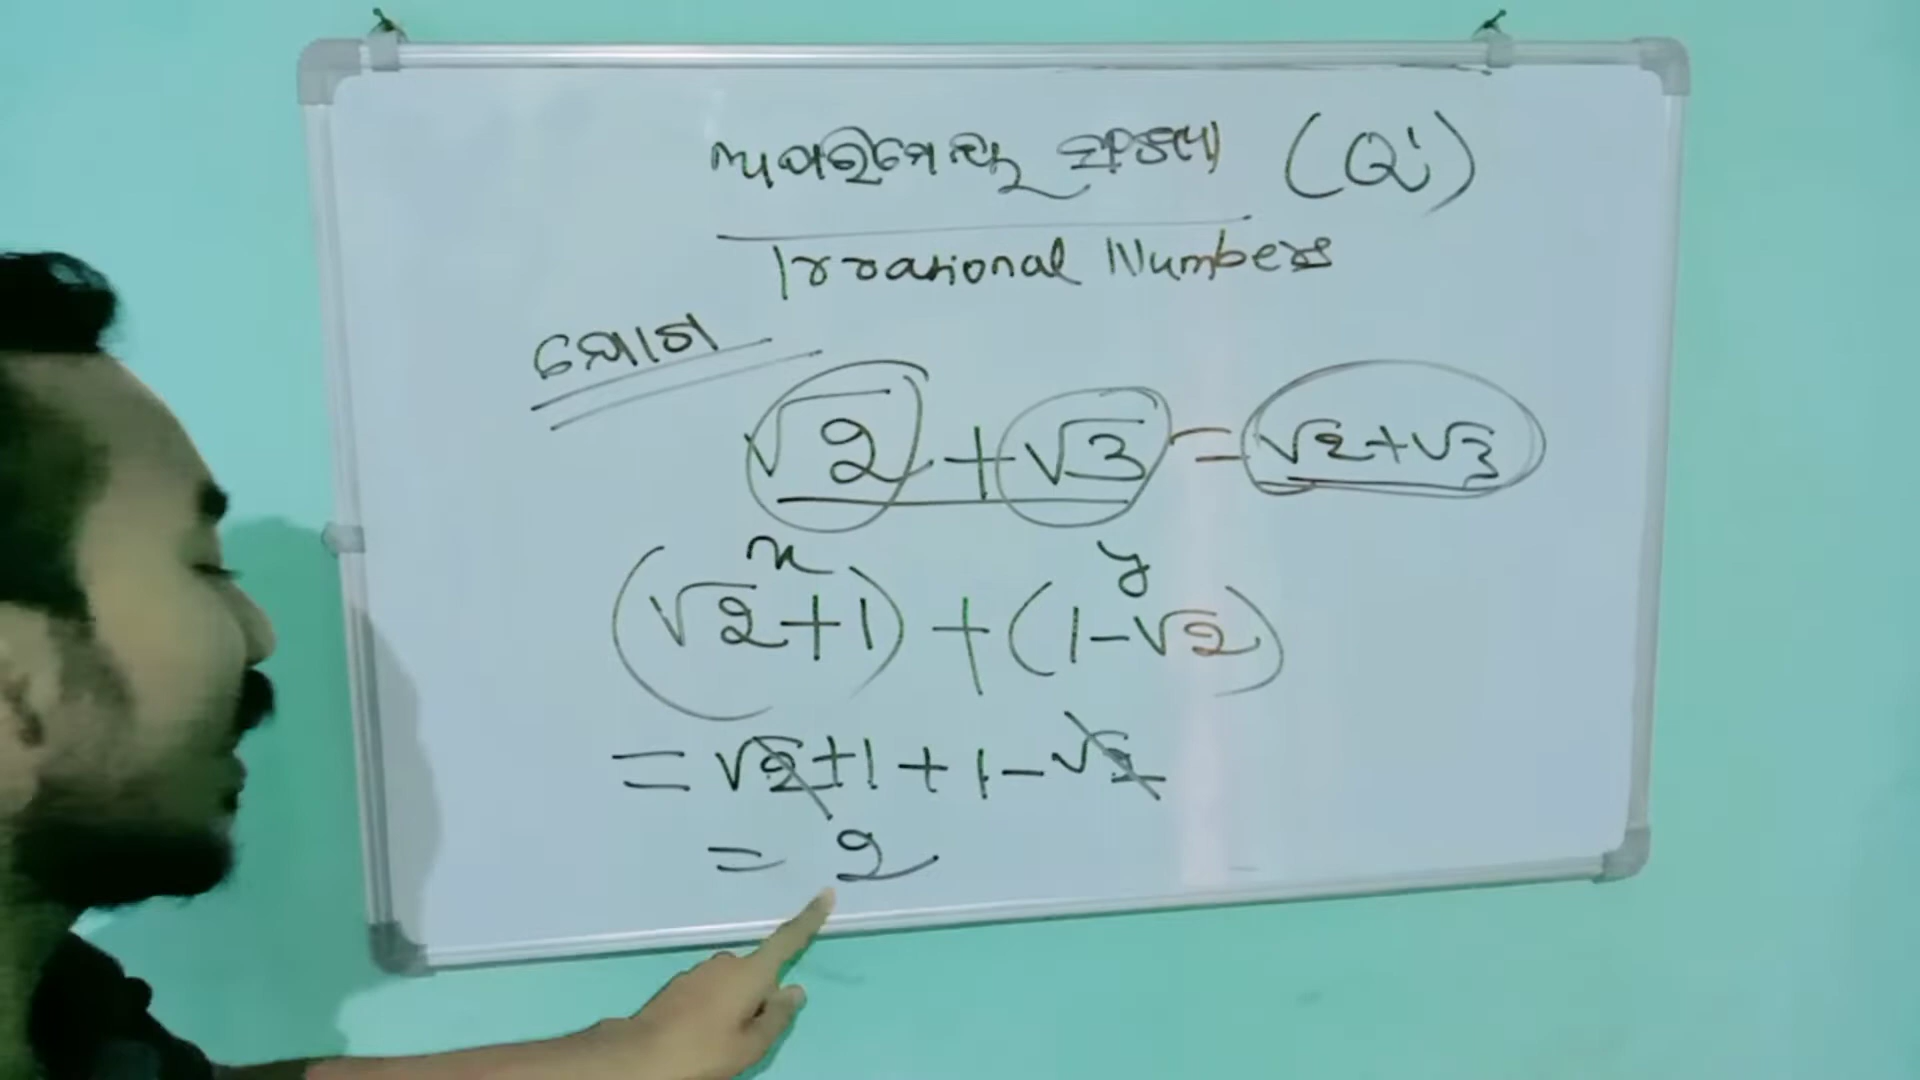 ଅପରିମେୟ ସଂଖ୍ୟା (Q')
Irrational Numbers
ଯୋଗ
√2 + √3 = √2+√3
x y
(√2+1) + (1-√2)
= √2+1+1-√2
= 2